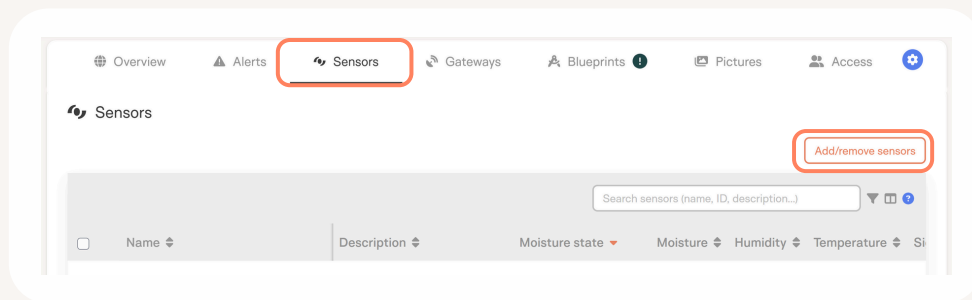 Overview Alerts Sensors Gateways Blueprints ! Pictures Access
Sensors
Add/remove sensors
Search sensors (name, ID, description...) ?
Name Description Moisture state Moisture Humidity Temperature